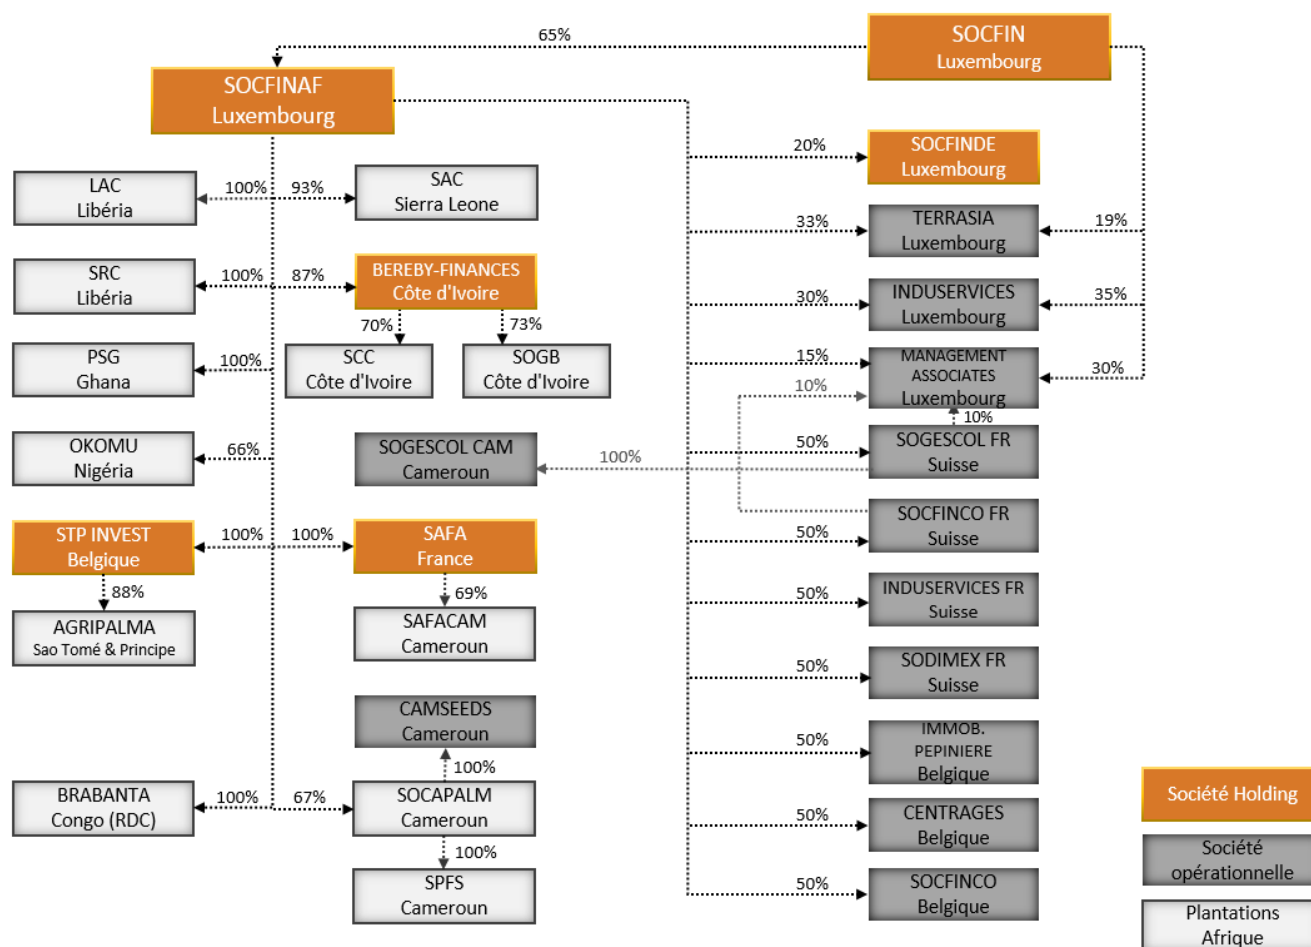 65%
SOCFIN
Luxembourg
SOCFINAF
Luxembourg
20%
SOCFINDE
Luxembourg
LAC
Libéria
100%
93%
SAC
Sierra Leone
33%
TERRASIA
Luxembourg
19%
SRC
Libéria
100%
87%
BEREBY-FINANCES
Côte d'Ivoire
30%
INDUSERVICES
Luxembourg
35%
70%
73%
PSG
Ghana
100%
SCC
Côte d'Ivoire
SOGB
Côte d'Ivoire
15%
MANAGEMENT
ASSOCIATES
Luxembourg
30%
10%
10%
OKOMU
Nigéria
66%
SOGESCOL CAM
Cameroun
100%
50%
SOGESCOL FR
Suisse
STP INVEST
Belgique
100%
100%
SAFA
France
50%
SOCFINCO FR
Suisse
88%
69%
AGRIPALMA
Sao Tomé & Principe
SAFACAM
Cameroun
50%
INDUSERVICES FR
Suisse
50%
SODIMEX FR
Suisse
CAMSEEDS
Cameroun
50%
IMMOB.
PEPINIERE
Belgique
100%
BRABANTA
Congo (RDC)
100%
67%
SOCAPALM
Cameroun
50%
CENTRAGES
Belgique
100%
SPFS
Cameroun
50%
SOCFINCO
Belgique
Société Holding
Société
opérationnelle
Plantations
Afrique